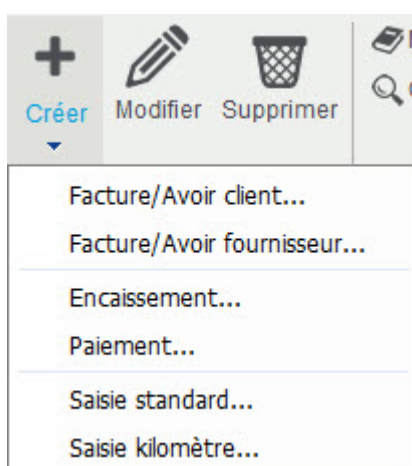 Créer Modifier Supprimer
Facture/Avoir client...
Facture/Avoir fournisseur...
Encaissement...
Paiement...
Saisie standard...
Saisie kilomètre...